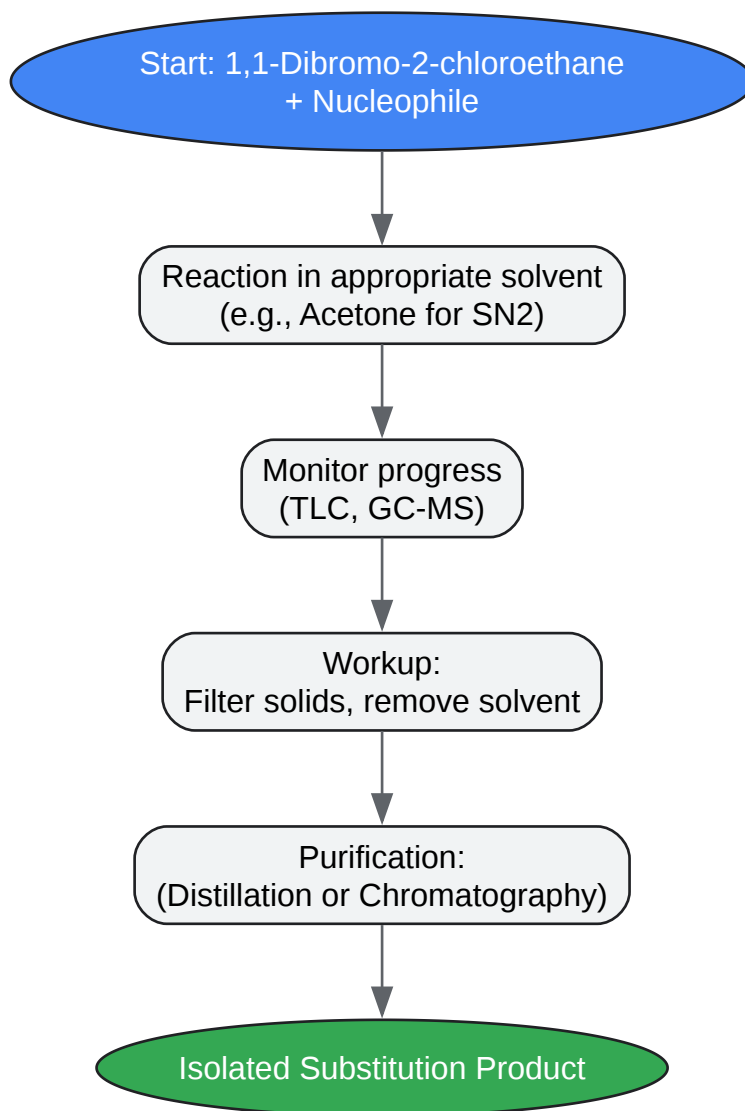 Start: 1,1-Dibromo-2-chloroethane
+ Nucleophile
Reaction in appropriate solvent
(e.g., Acetone for SN2)
Monitor progress
(TLC, GC-MS)
Workup:
Filter solids, remove solvent
Purification:
(Distillation or Chromatography)
Isolated Substitution Product